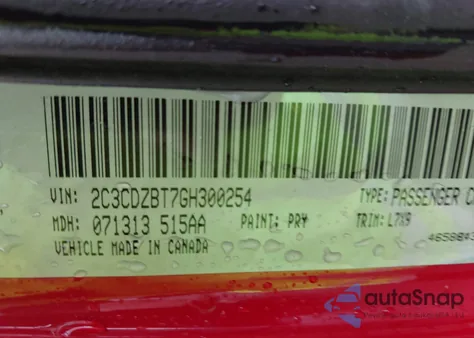 VIN: 2C3CDZBT7GH300254 TYPE: PASSENGER
MDH: 071313 515AA PAINT: PRY TRIM: L7X9
VEHICLE MADE IN CANADA
autoSnap